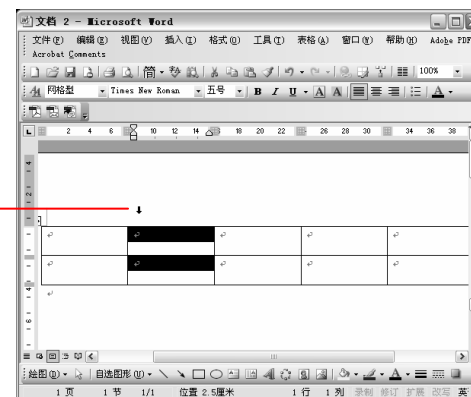 文档 2 - Microsoft Word
文件(F) 编辑(E) 视图(V) 插入(I) 格式(O) 工具(T) 表格(A) 窗口(W) 帮助(H) Adobe PDF
Acrobat Comments
简 100%
网格型 Times New Roman 五号 B I U A A A
L 2 4 6 10 12 14 18 20 22 26 28 30 34 36 38
绘图(D) 自选图形(U) A
1 页 1 节 1/1 位置 2.5厘米 1 行 1 列 录制 修订 扩展 改写 英